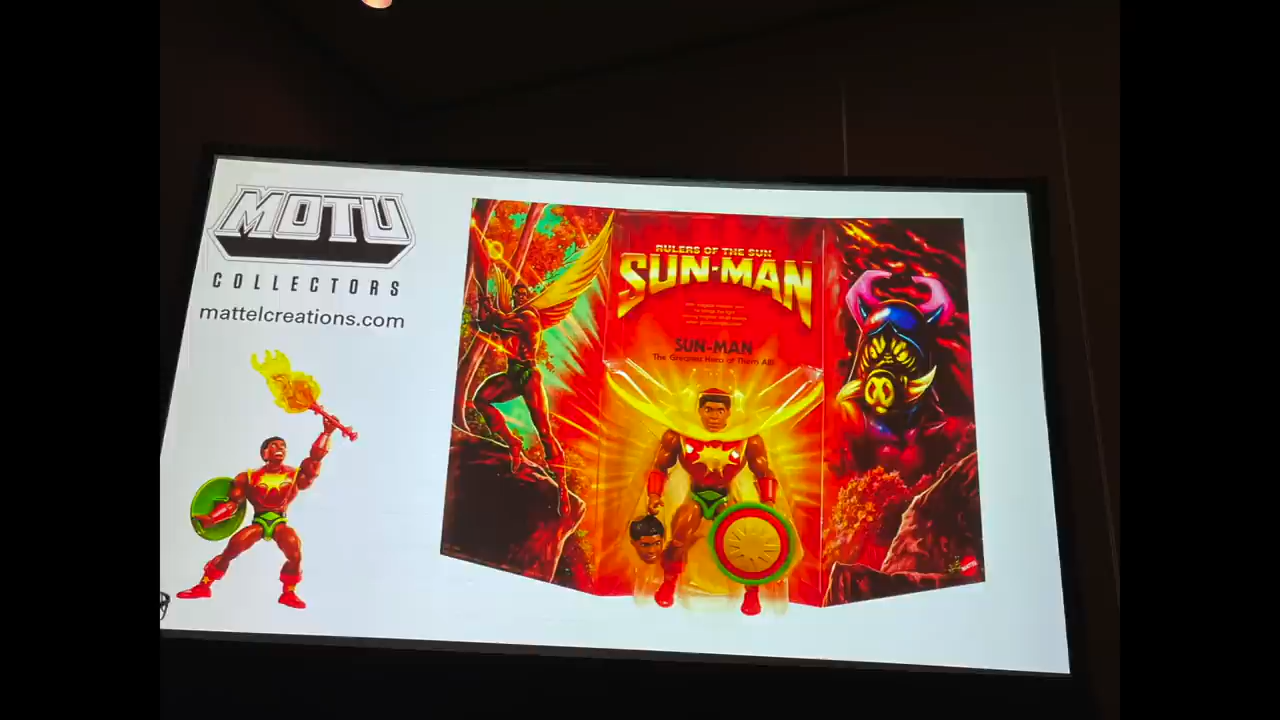 MOTU
COLLECTORS
mattelcreations.com
RULERS OF THE SUN
SUN-MAN
SUN-MAN
The Greatest Hero of Them All!